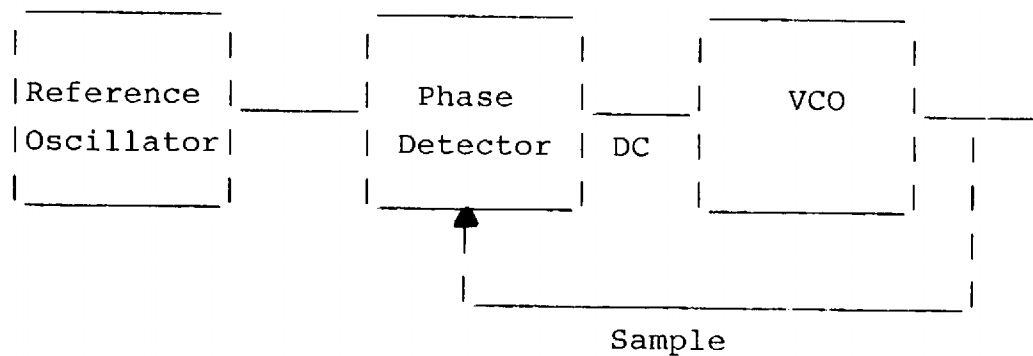 Reference
Oscillator
Phase
Detector
DC
VCO
Sample